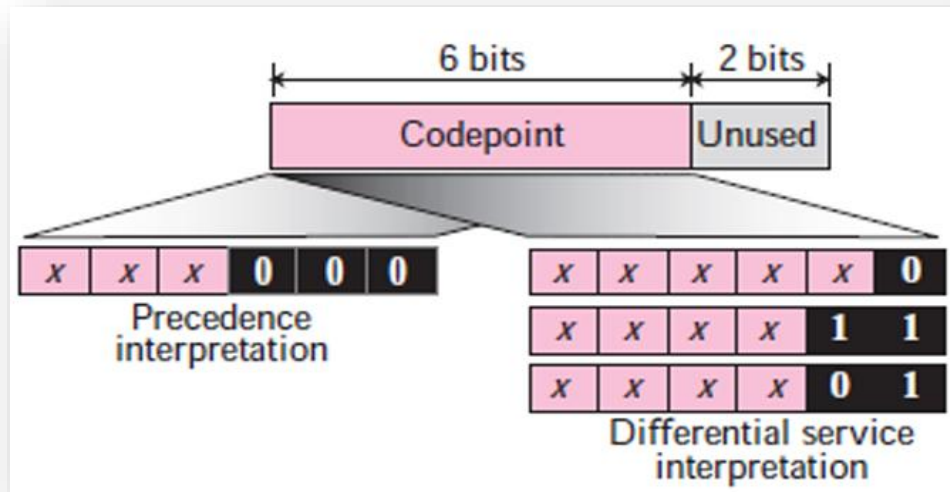 6 bits 2 bits
Codepoint Unused
x x x 0 0 0
Precedence
interpretation
x x x x x 0
x x x x 1 1
x x x x 0 1
Differential service
interpretation